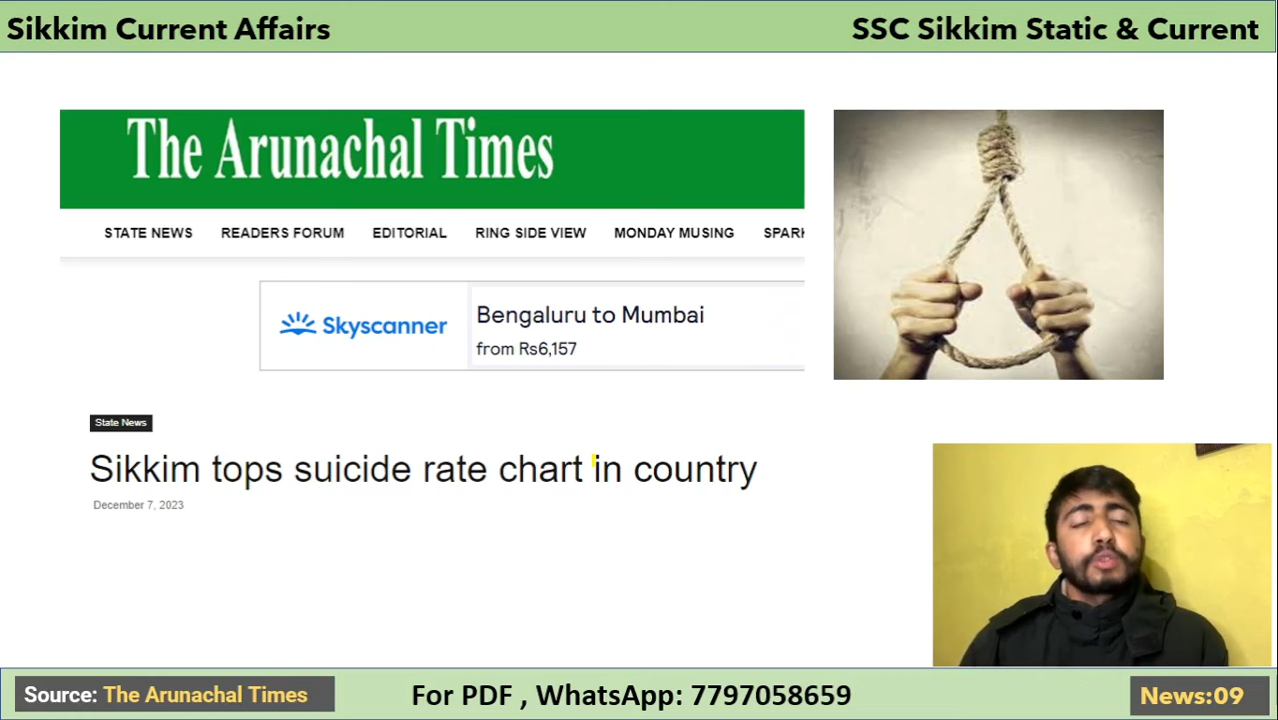 Sikkim Current Affairs
SSC Sikkim Static & Current
The Arunachal Times
STATE NEWS READERS FORUM EDITORIAL RING SIDE VIEW MONDAY MUSING SPARK
Skyscanner
Bengaluru to Mumbai
from Rs6,157
State News
Sikkim tops suicide rate chart in country
December 7, 2023
Source: The Arunachal Times
For PDF , WhatsApp: 7797058659
News:09